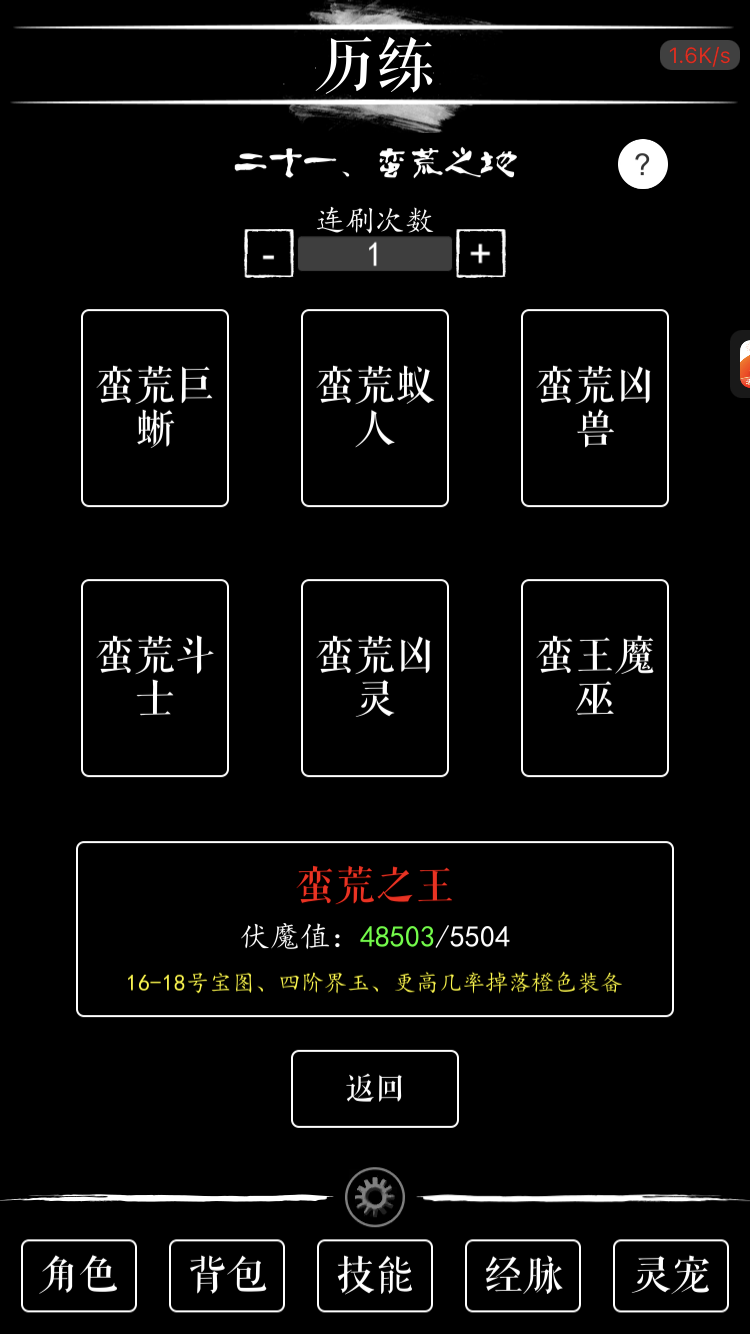 历练
1.6K/s
二十一、蛮荒之地
?
连刷次数
- 1 +
蛮荒巨
蜥
蛮荒蚁
人
蛮荒凶
兽
蛮荒斗
士
蛮荒凶
灵
蛮王魔
巫
蛮荒之王
伏魔值：48503/5504
16-18号宝图、四阶界玉、更高几率掉落橙色装备
返回
角色 背包 技能 经脉 灵宠